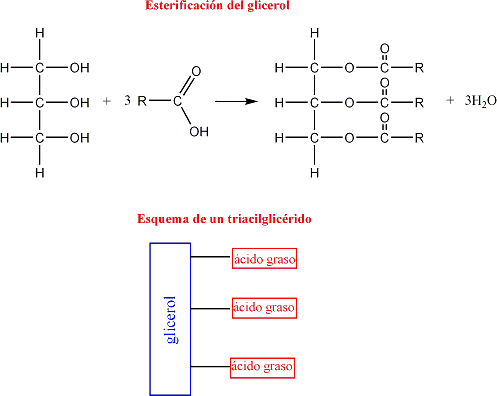 Esterificación del glicerol
H H O
H C OH H C O C R
H C OH + 3 R C O H C O C R + 3H2O
H C OH OH H C O C R
H H
Esquema de un triacilglicérido
ácido graso
glicerol
ácido graso
ácido graso